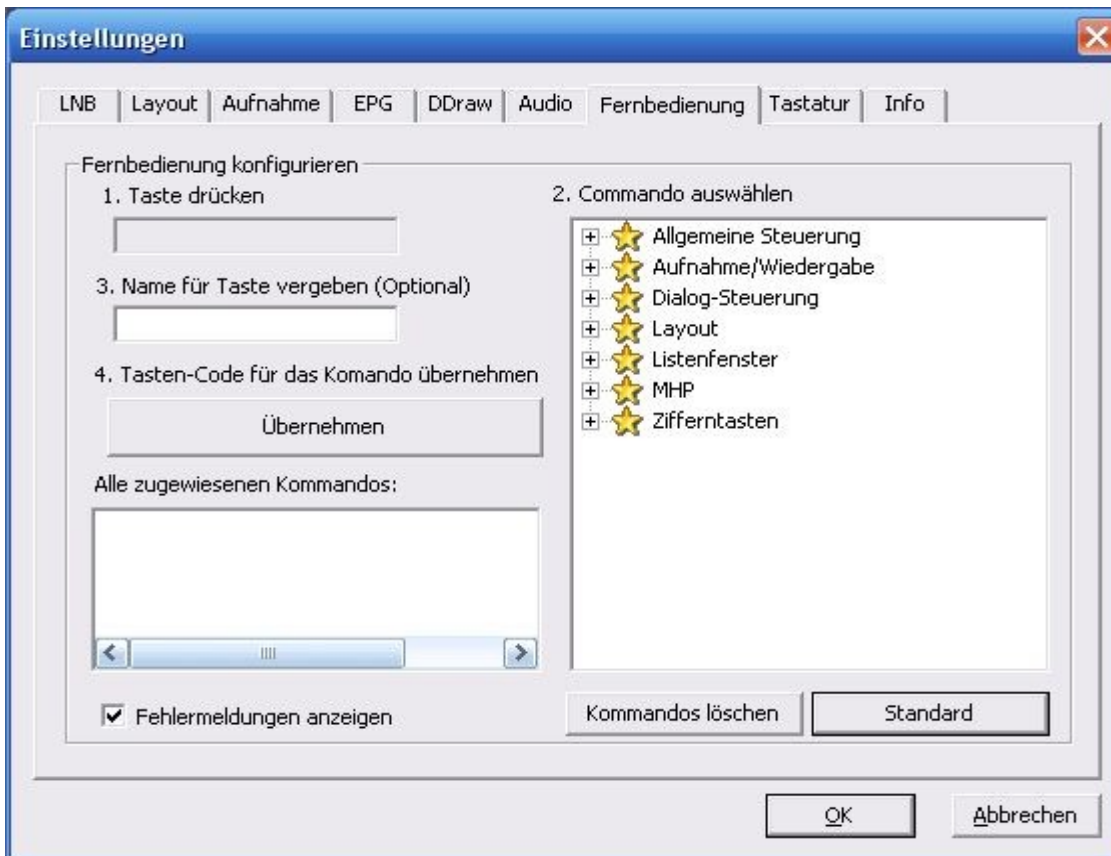 Einstellungen
LNB Layout Aufnahme EPG DDraw Audio Fernbedienung Tastatur Info
Fernbedienung konfigurieren
1. Taste drücken
3. Name für Taste vergeben (Optional)
4. Tasten-Code für das Komando übernehmen
Übernehmen
Alle zugewiesenen Kommandos:
Fehlermeldungen anzeigen
2. Commando auswählen
Allgemeine Steuerung
Aufnahme/Wiedergabe
Dialog-Steuerung
Layout
Listenfenster
MHP
Zifferntasten
Kommandos löschen Standard
OK Abbrechen